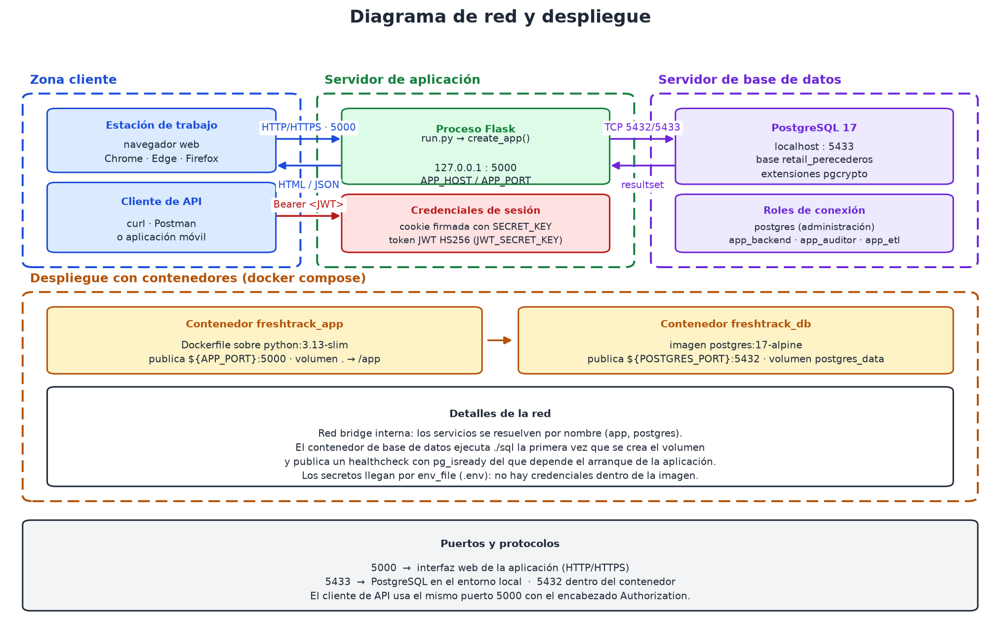 Diagrama de red y despliegue
Zona cliente
Estación de trabajo
navegador web
Chrome · Edge · Firefox
Cliente de API
curl · Postman
o aplicación móvil
HTTP/HTTPS · 5000
HTML / JSON
Bearer <JWT>
Servidor de aplicación
Proceso Flask
run.py → create_app()
127.0.0.1 : 5000
APP_HOST / APP_PORT
Credenciales de sesión
cookie firmada con SECRET_KEY
token JWT HS256 (JWT_SECRET_KEY)
TCP 5432/5433
resultset
Servidor de base de datos
PostgreSQL 17
localhost : 5433
base retail_perecederos
extensiones pgcrypto
Roles de conexión
postgres (administración)
app_backend · app_auditor · app_etl
Despliegue con contenedores (docker compose)
Contenedor freshtrack_app
Dockerfile sobre python:3.13-slim
publica ${APP_PORT}:5000 · volumen . → /app
Contenedor freshtrack_db
imagen postgres:17-alpine
publica ${POSTGRES_PORT}:5432 · volumen postgres_data
Detalles de la red
Red bridge interna: los servicios se resuelven por nombre (app, postgres).
El contenedor de base de datos ejecuta ./sql la primera vez que se crea el volumen
y publica un healthcheck con pg_isready del que depende el arranque de la aplicación.
Los secretos llegan por env_file (.env): no hay credenciales dentro de la imagen.
Puertos y protocolos
5000 → interfaz web de la aplicación (HTTP/HTTPS)
5433 → PostgreSQL en el entorno local · 5432 dentro del contenedor
El cliente de API usa el mismo puerto 5000 con el encabezado Authorization.